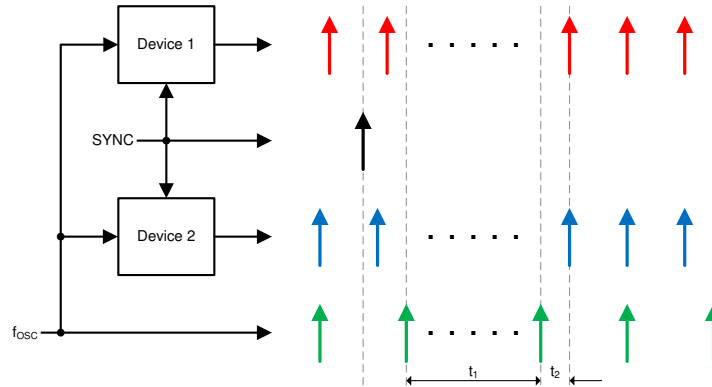 Device 1
SYNC
Device 2
fOSC
t1
t2